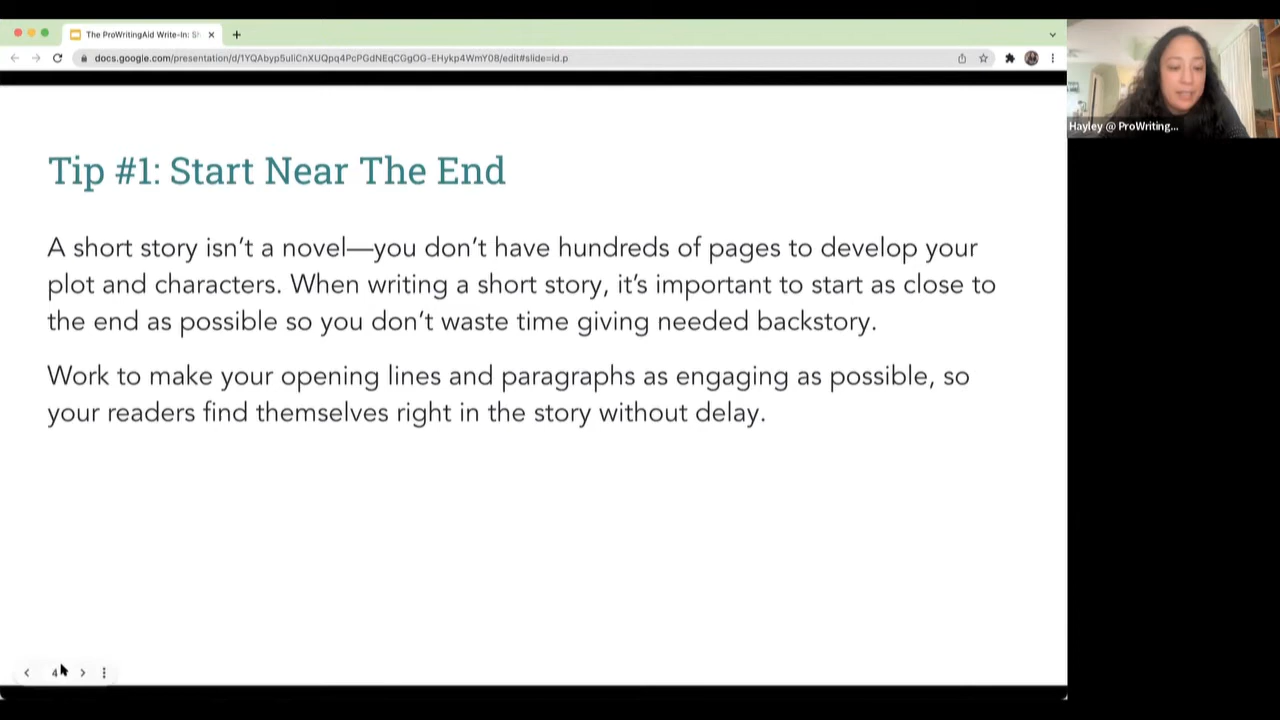 The ProWritingAid Write-In: Sh
docs.google.com/presentation/d/1YQAbyp5uliCnXUQpq4PcPGdNEqCGgOG-EHykp4WmY08/edit#slide=id.p
Hayley @ ProWriting...
Tip #1: Start Near The End
A short story isn’t a novel—you don’t have hundreds of pages to develop your
plot and characters. When writing a short story, it’s important to start as close to
the end as possible so you don’t waste time giving needed backstory.
Work to make your opening lines and paragraphs as engaging as possible, so
your readers find themselves right in the story without delay.
4